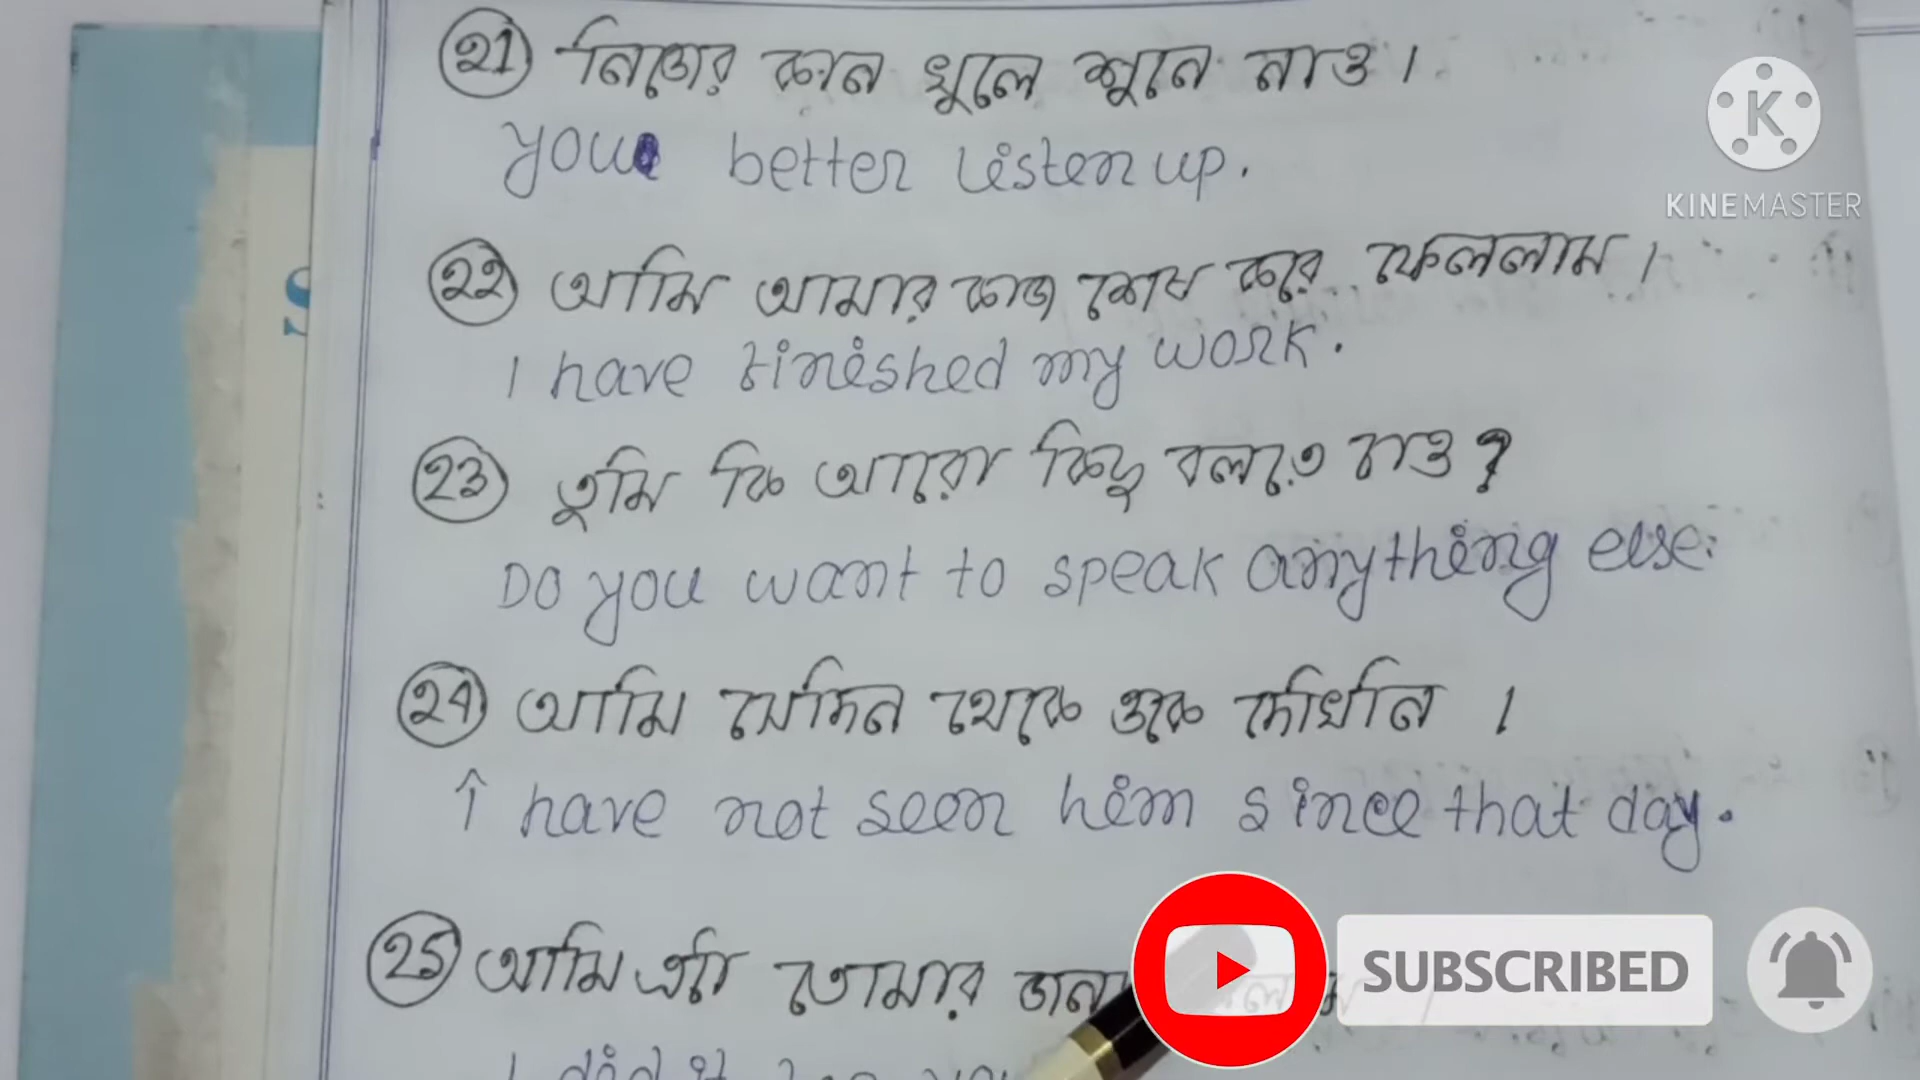 21 নিজের কান খুলে শুনে নাও।
you better listen up.
22 আমি আমার কাজ শেষ করে ফেললাম।
I have finished my work.
23 তুমি কি আরো কিছু বলতে চাও?
Do you want to speak anything else.
24 আমি সেদিন থেকে ওকে দেখিনি ।
I have not seen him since that day.
25 আমি এটা তোমার
I did it
K
KINEMASTER
SUBSCRIBED